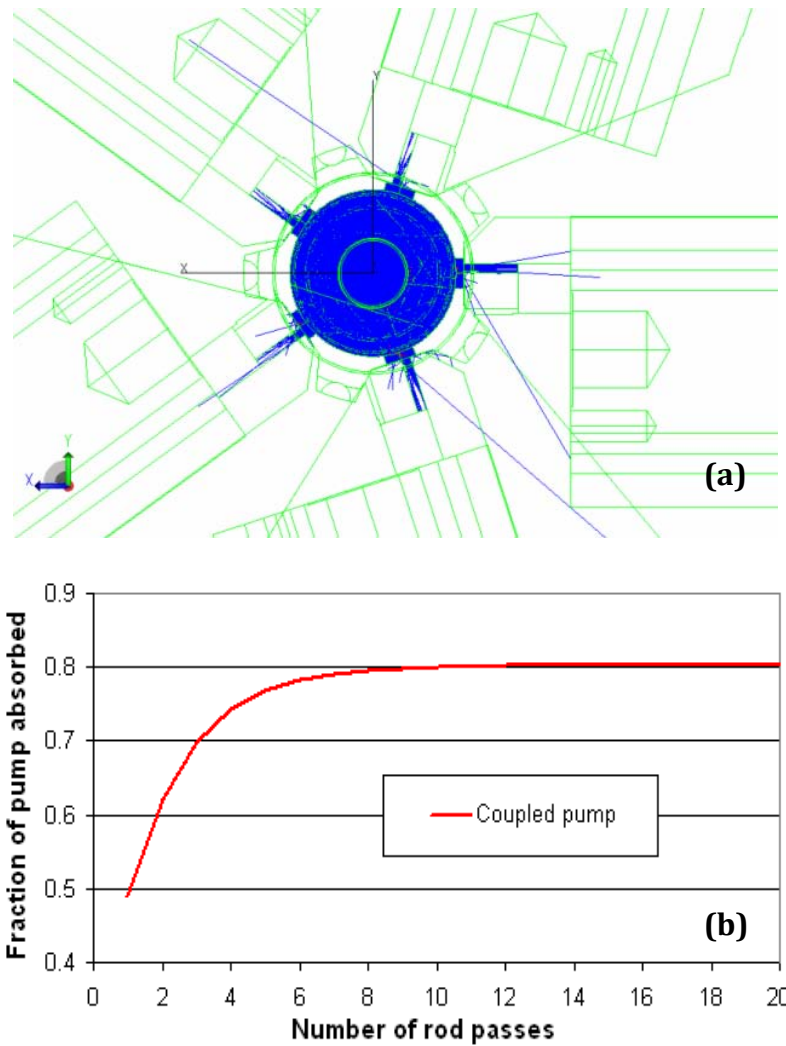 Y
X
Y
X
(a)
0.9
0.8
0.7
0.6
0.5
0.4
Fraction of pump absorbed
Coupled pump
(b)
0 2 4 6 8 10 12 14 16 18 20
Number of rod passes